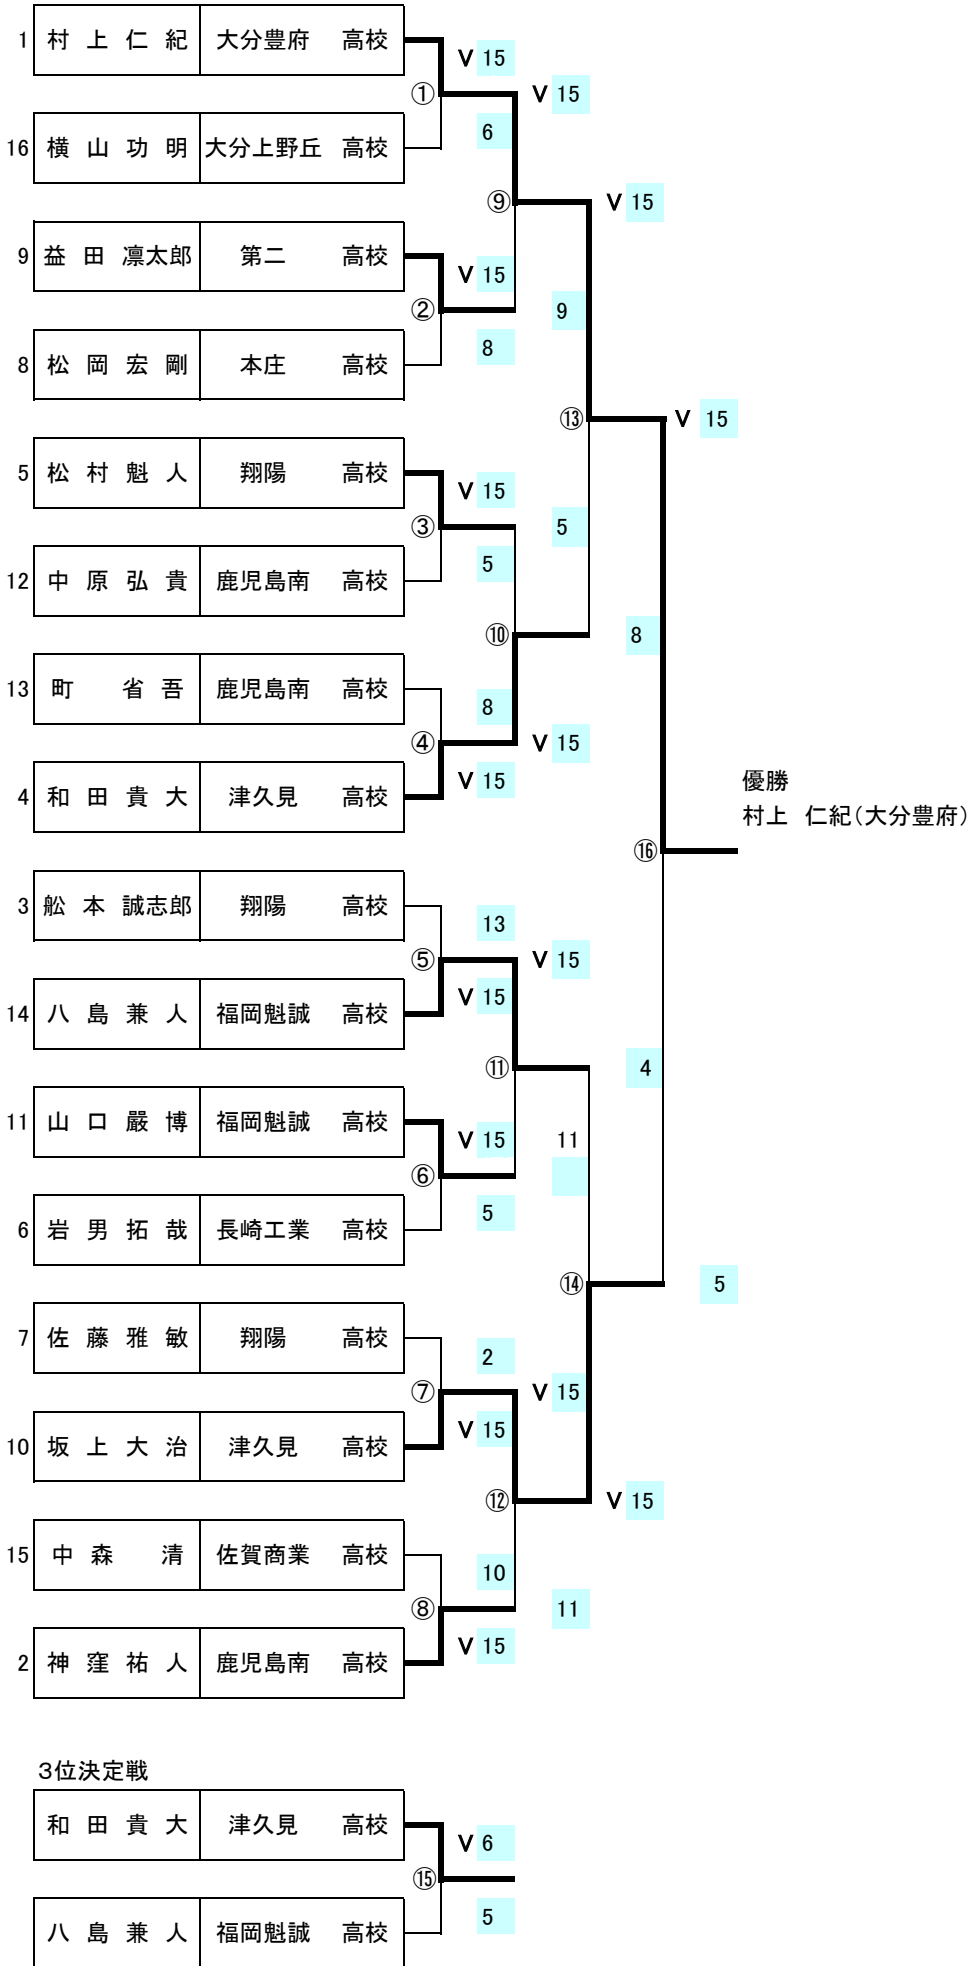 1 村上仁紀 大分豊府 高校
V 15
① V 15
6
16 横山功明 大分上野丘 高校
⑨ V 15
9 益田 凛太郎 第二 高校
V 15
② 9
8
8 松岡宏剛 本庄 高校
⑬ V 15
5 松村魁人 翔陽 高校
V 15
③ 5
5
12 中原弘貴 鹿児島南 高校
⑩ 8
13 町 省吾 鹿児島南 高校
8
④ V 15
V 15
4 和田貴大 津久見 高校
優勝
村上 仁紀(大分豊府)
⑯
3 舩本 誠志郎 翔陽 高校
13
⑤ V 15
V 15
14 八島兼人 福岡魁誠 高校
⑪ 4
11 山口嚴博 福岡魁誠 高校
V 15 11
⑥
5
6 岩男拓哉 長崎工業 高校
⑭ 5
7 佐藤雅敏 翔陽 高校
2
⑦ V 15
V 15
10 坂上大治 津久見 高校
⑫ V 15
15 中森 清 佐賀商業 高校
10
⑧ 11
V 15
2 神窪祐人 鹿児島南 高校
3位決定戦
和田貴大 津久見 高校
V 6
⑮
5
八島兼人 福岡魁誠 高校